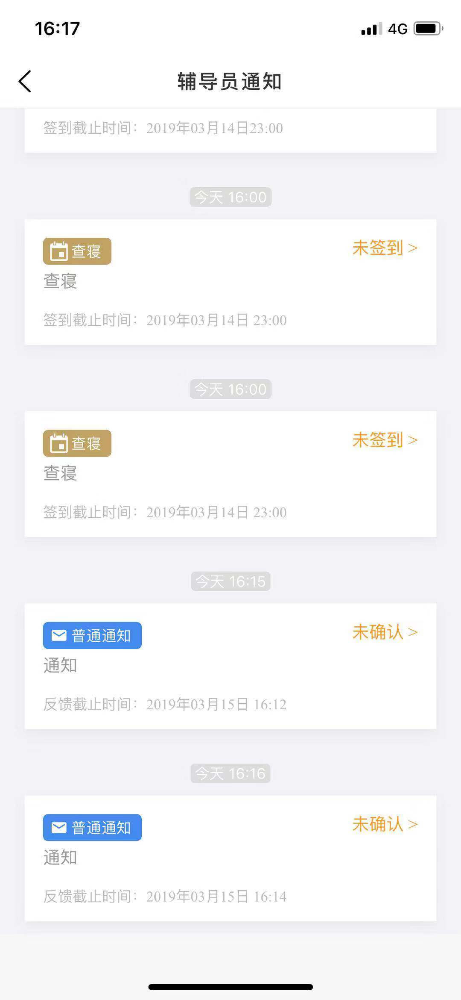 16:17
4G
辅导员通知
签到截止时间：2019年03月14日23:00
今天 16:00
查寝
未签到 >
查寝
签到截止时间：2019年03月14日 23:00
今天 16:00
查寝
未签到 >
查寝
签到截止时间：2019年03月14日 23:00
今天 16:15
普通通知
未确认 >
通知
反馈截止时间：2019年03月15日 16:12
今天 16:16
普通通知
未确认 >
通知
反馈截止时间：2019年03月15日 16:14